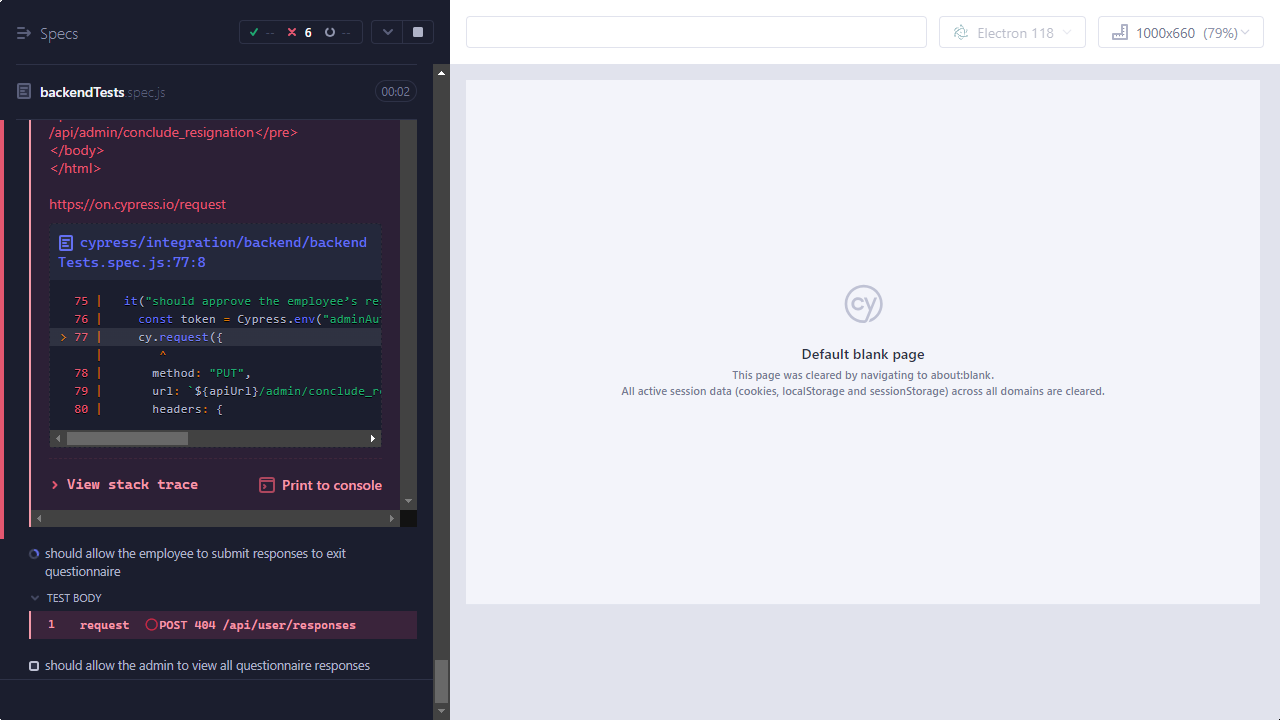 Specs
-- 6 --
Electron 118
1000x660 (79%)
backendTests.spec.js
00:02
/api/admin/conclude_resignation</pre>
</body>
</html>
https://on.cypress.io/request
cypress/integration/backend/backend
Tests.spec.js:77:8
75 | it("should approve the employee's res
76 | const token = Cypress.env("adminAu
> 77 | cy.request({
| ^
78 | method: "PUT",
79 | url: `${apiUrl}/admin/conclude_re
80 | headers: {
> View stack trace
Print to console
should allow the employee to submit responses to exit
questionnaire
TEST BODY
1 request POST 404 /api/user/responses
should allow the admin to view all questionnaire responses
cy
Default blank page
This page was cleared by navigating to about:blank.
All active session data (cookies, localStorage and sessionStorage) across all domains are cleared.